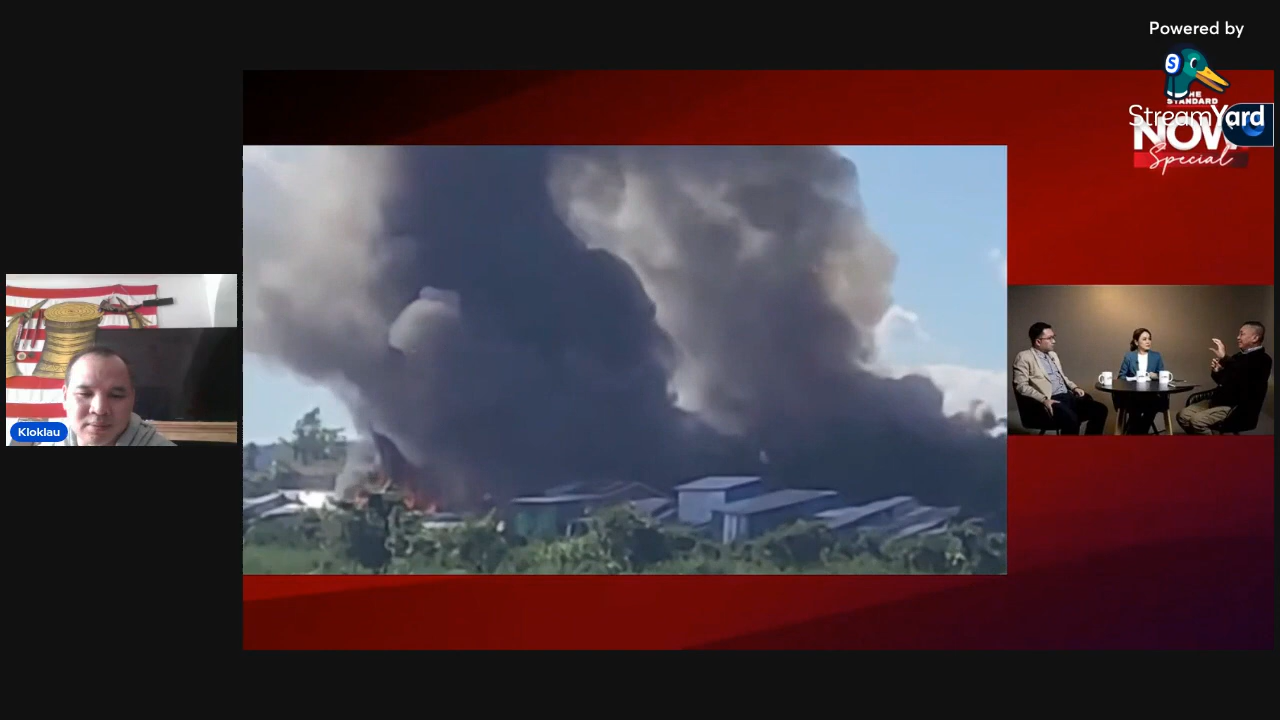 Powered by
StreamYard
THE
STANDARD
NOW
Special
Kloklau